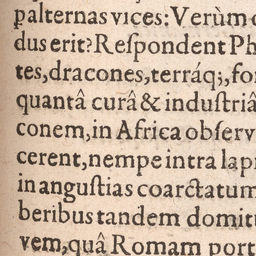 palternas vices: Verùm
dus erit? Reſpondent Ph
tes, dracones, terráq;, fo
quantâ curâ & induſtriâ
conem, in Africa obſerv
cerent, nempe intra lapi
in anguſtias coarctatum
beribus tandem domit
vem, quâ Romam port